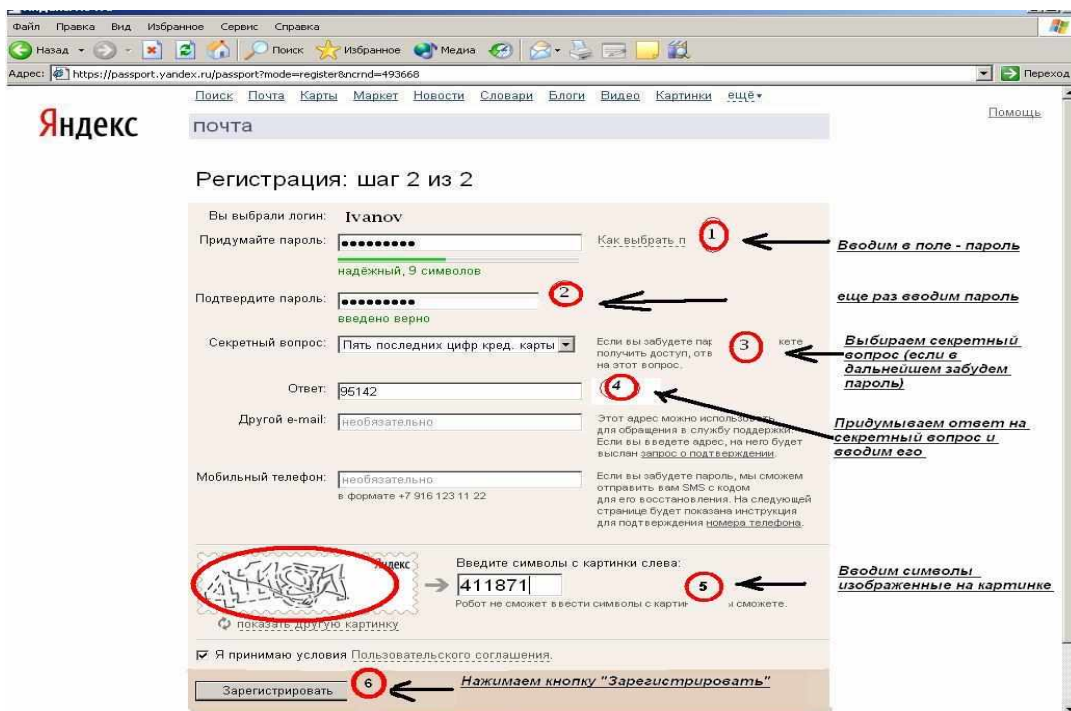 Файл Правка Вид Избранное Сервис Справка
Назад Поиск Избранное Медиа
Адрес: https://passport.yandex.ru/passport?mode=register&ncrnd=493668 Переход
Поиск Почта Карты Маркет Новости Словари Блоги Видео Картинки ещё
Помощь
Яндекс
почта
Регистрация: шаг 2 из 2
Вы выбрали логин: Ivanov
Придумайте пароль: ●●●●●●●●● Как выбрать п 1 Вводим в поле - пароль
надёжный, 9 символов
Подтвердите пароль: ●●●●●●●●● 2 еще раз вводим пароль
введено верно
Секретный вопрос: Пять последних цифр кред. карты
Если вы забудете пар 3 жете
получить доступ, отв
на этот вопрос.
Выбираем секретный
вопрос (если в
дальнейшем забудем
пароль)
Ответ: 95142 4
Придумываем ответ на
секретный вопрос и
вводим его
Другой e-mail: необязательно
Этот адрес можно использовать
для обращения в службу поддержки.
Если вы введете адрес, на него будет
выслан запрос о подтверждении.
Мобильный телефон: необязательно
в формате +7 916 123 11 22
Если вы забудете пароль, мы сможем
отправить вам SMS с кодом
для его восстановления. На следующей
странице будет показана инструкция
для подтверждения номера телефона.
Яндекс
Введите символы с картинки слева:
411871 5
Робот не сможет ввести символы с картин ы сможете.
Вводим символы
изображенные на картинке
показать другую картинку
Я принимаю условия Пользовательского соглашения.
Зарегистрировать 6 Нажимаем кнопку "Зарегистрировать"